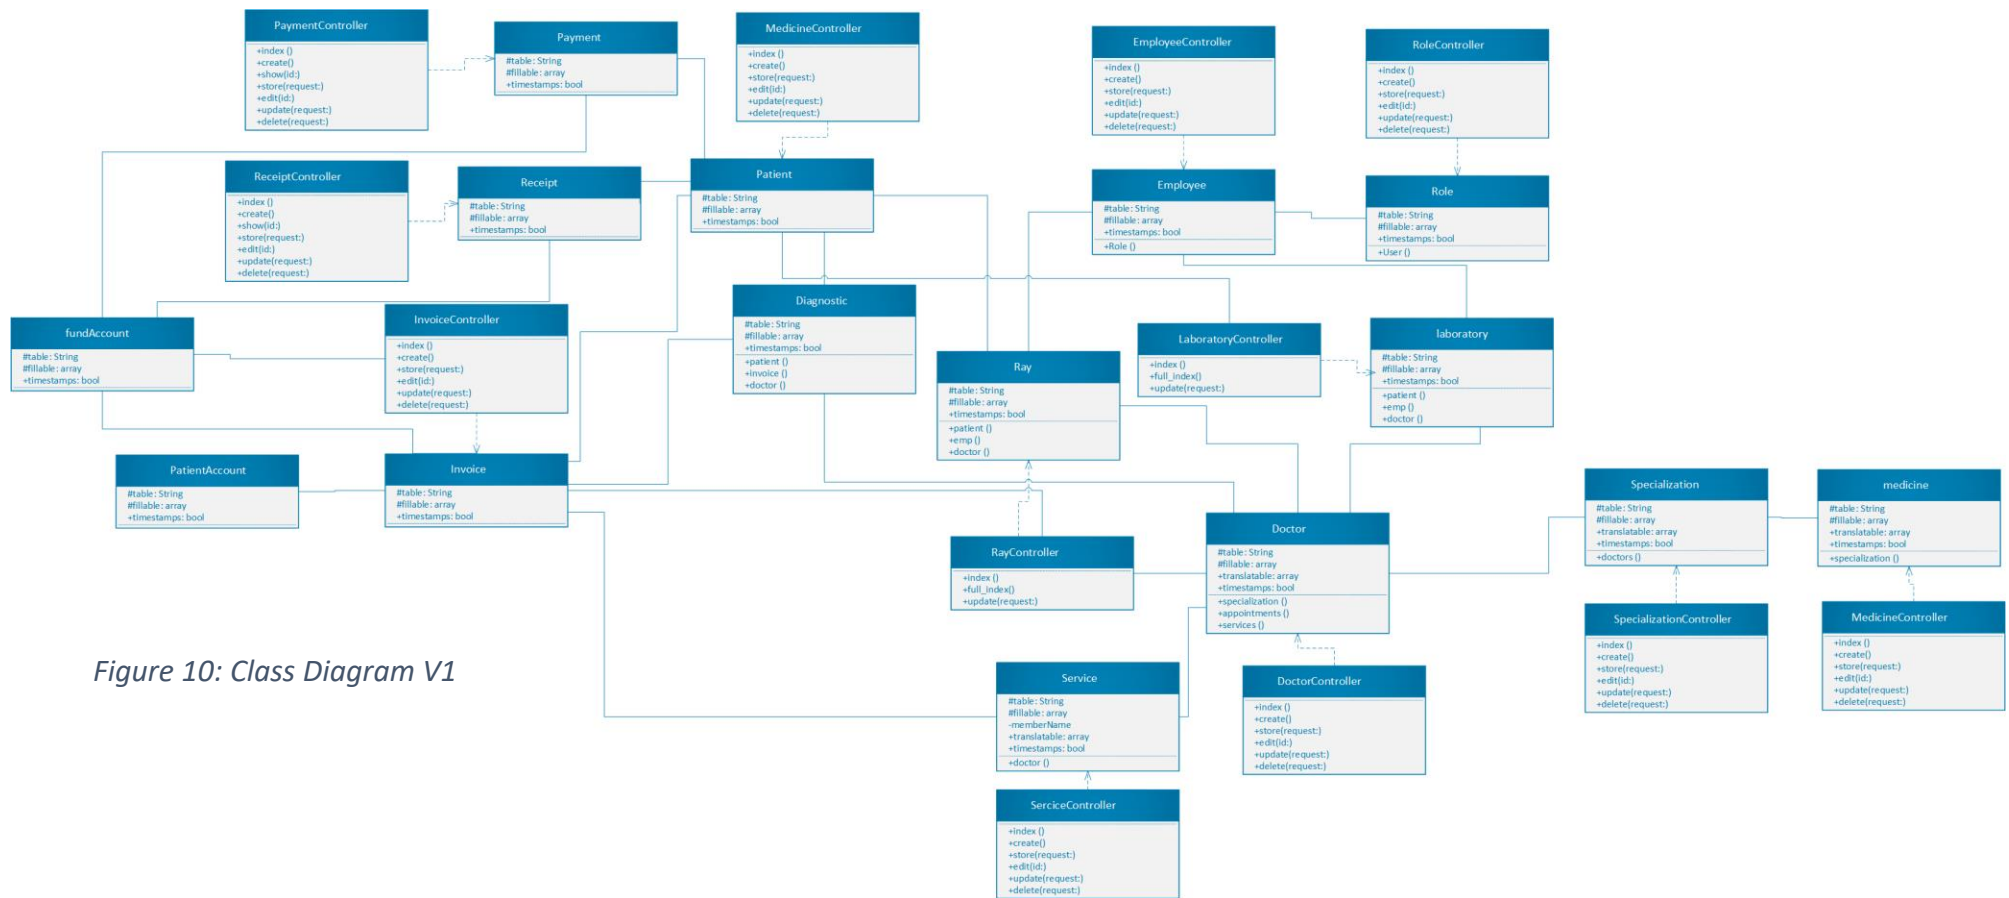 PaymentController
+index ()
+create()
+show(id:)
+store(request:)
+edit(id:)
+update(request:)
+delete(request:)
Payment
#table: String
#fillable: array
+timestamps: bool
MedicineController
+index ()
+create()
+store(request:)
+edit(id:)
+update(request:)
+delete(request:)
EmployeeController
+index ()
+create()
+store(request:)
+edit(id:)
+update(request:)
+delete(request:)
RoleController
+index ()
+create()
+store(request:)
+edit(id:)
+update(request:)
+delete(request:)
ReceiptController
+index ()
+create()
+show(id:)
+store(request:)
+edit(id:)
+update(request:)
+delete(request:)
Receipt
#table: String
#fillable: array
+timestamps: bool
Patient
#table: String
#fillable: array
+timestamps: bool
Employee
#table: String
#fillable: array
+timestamps: bool
+Role ()
Role
#table: String
#fillable: array
+timestamps: bool
+User ()
fundAccount
#table: String
#fillable: array
+timestamps: bool
InvoiceController
+index ()
+create()
+store(request:)
+edit(id:)
+update(request:)
+delete(request:)
Diagnostic
#table: String
#fillable: array
+timestamps: bool
+patient ()
+invoice ()
+doctor ()
Ray
#table: String
#fillable: array
+timestamps: bool
+patient ()
+emp ()
+doctor ()
LaboratoryController
+index ()
+full_index()
+update(request:)
laboratory
#table: String
#fillable: array
+timestamps: bool
+patient ()
+emp ()
+doctor ()
PatientAccount
#table: String
#fillable: array
+timestamps: bool
Invoice
#table: String
#fillable: array
+timestamps: bool
RayController
+index ()
+full_index()
+update(request:)
Doctor
#table: String
#fillable: array
+translatable: array
+timestamps: bool
+specialization ()
+appointments ()
+services ()
Specialization
#table: String
#fillable: array
+translatable: array
+timestamps: bool
+doctors ()
medicine
#table: String
#fillable: array
+translatable: array
+timestamps: bool
+specialization ()
SpecializationController
+index ()
+create()
+store(request:)
+edit(id:)
+update(request:)
+delete(request:)
MedicineController
+index ()
+create()
+store(request:)
+edit(id:)
+update(request:)
+delete(request:)
Figure 10: Class Diagram V1
Service
#table: String
#fillable: array
-memberName
+translatable: array
+timestamps: bool
+doctor ()
DoctorController
+index ()
+create()
+store(request:)
+edit(id:)
+update(request:)
+delete(request:)
SerciceController
+index ()
+create()
+store(request:)
+edit(id:)
+update(request:)
+delete(request:)